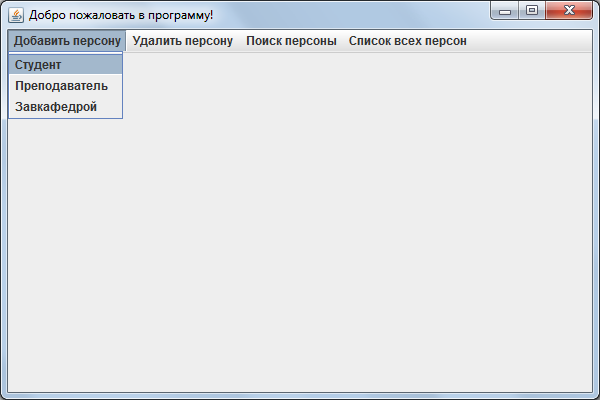 Добро пожаловать в программу!
Добавить персону Удалить персону Поиск персоны Список всех персон
Студент
Преподаватель
Завкафедрой